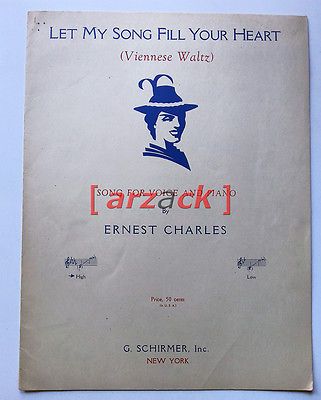 LET MY SONG FILL YOUR HEART
(Viennese Waltz)
SONG FOR VOICE AND PIANO
[arzack]
By
ERNEST CHARLES
High
Low
Price, 50 cents
(In U.S.A.)
G. SCHIRMER, Inc.
NEW YORK